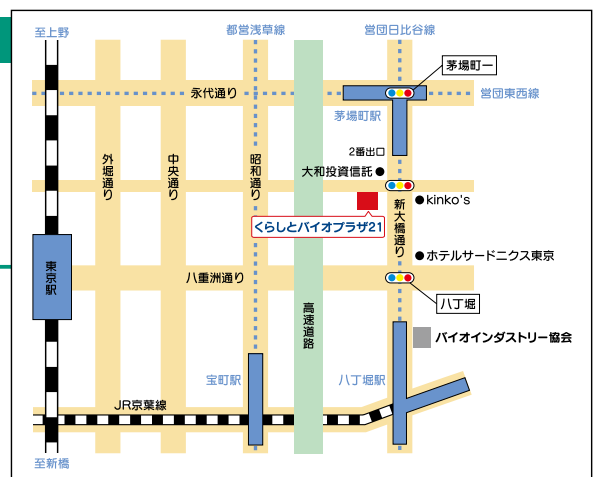 至上野
都営浅草線
営団日比谷線
茅場町一
永代通り
営団東西線
茅場町駅
2番出口
大和投資信託
外堀通り
中央通り
昭和通り
kinko's
新大橋通り
くらしとバイオプラザ21
ホテルサードニクス東京
東京駅
八重洲通り
八丁堀
高速道路
バイオインダストリー協会
宝町駅
八丁堀駅
JR京葉線
至新橋